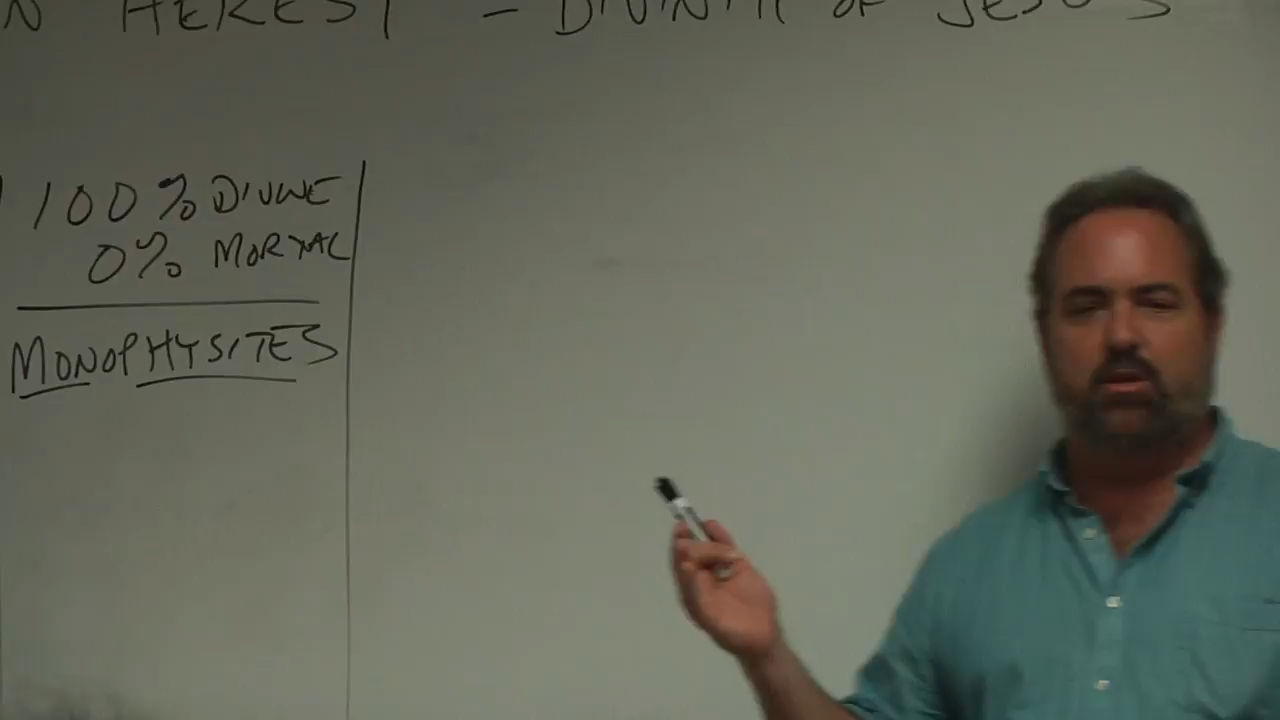 N HERESY - DIVINITY OF JESUS
100% DIVINE
0% MORTAL
MONOPHYSITES